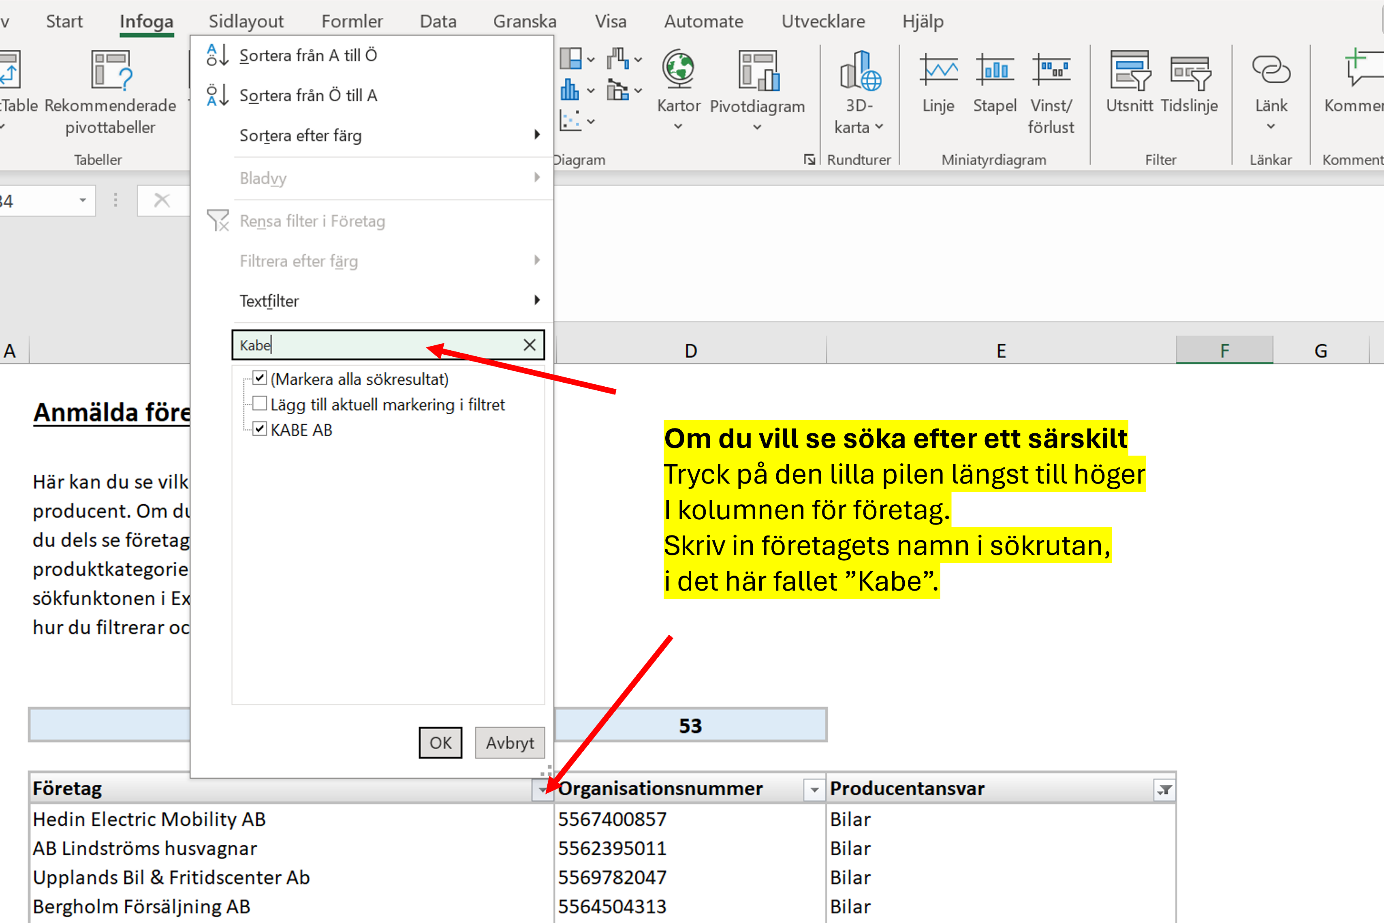 v Start Infoga Sidlayout Formler Data Granska Visa Automate Utvecklare Hjälp
Table Rekommenderade pivottabeller
Tabeller
Kartor
Pivotdiagram
Diagram
3D-karta
Rundturer
Linje
Stapel
Vinst/förlust
Miniatyrdiagram
Utsnitt
Tidslinje
Filter
Länk
Länkar
Kommen
Komment
34
Sortera från A till Ö
Sortera från Ö till A
Sortera efter färg
Bladvy
Rensa filter i Företag
Filtrera efter färg
Textfilter
Kabe
(Markera alla sökresultat)
Lägg till aktuell markering i filtret
KABE AB
OK Avbryt
A D E F G
Anmälda före
Här kan du se vilk
producent. Om du
du dels se företag
produktkategorie
sökfunktonen i Ex
hur du filtrerar oc
Om du vill se söka efter ett särskilt
Tryck på den lilla pilen längst till höger
I kolumnen för företag.
Skriv in företagets namn i sökrutan,
i det här fallet ”Kabe”.
53
Företag Organisationsnummer Producentansvar
Hedin Electric Mobility AB 5567400857 Bilar
AB Lindströms husvagnar 5562395011 Bilar
Upplands Bil & Fritidscenter Ab 5569782047 Bilar
Bergholm Försäljning AB 5564504313 Bilar